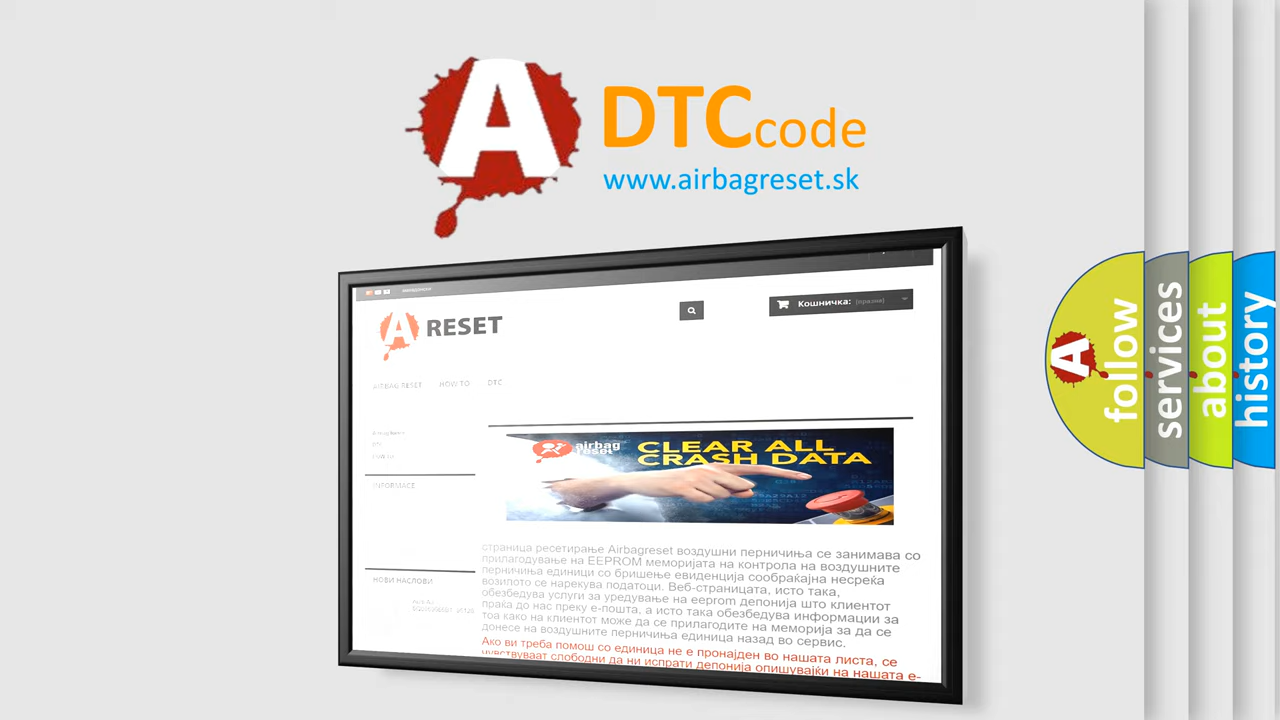 A DTC code
www.airbagreset.sk
Кошничка: (празни)
A RESET
AIRBAG RESET HOW TO DTC
airbag reset
CLEAR ALL
CRASH DATA
INFORMACE
страница ресетирање Airbagreset воздушни перничиња се занимава со
прилагодување на EEPROM меморијата на контрола на воздушните
перничиња единици со бришење евиденција сообраќајна несреќа
возилото се нарекува податоци. Веб-страницата, исто така,
обезбедува услуги за уредување на eeprom депонија што клиентот
праќа до нас преку е-пошта, а исто така обезбедува информации за
тоа како на клиентот може да се прилагодите на меморија за да се
донесе на воздушните перничиња единица назад во сервис.
Ако ви треба помош со единица не е пронајден во нашата листа, се
чувствуваат слободни да ни испрати депонија опишувајќи на нашата е-
НОВИ НАСЛОВИ
A follow
services
about
history